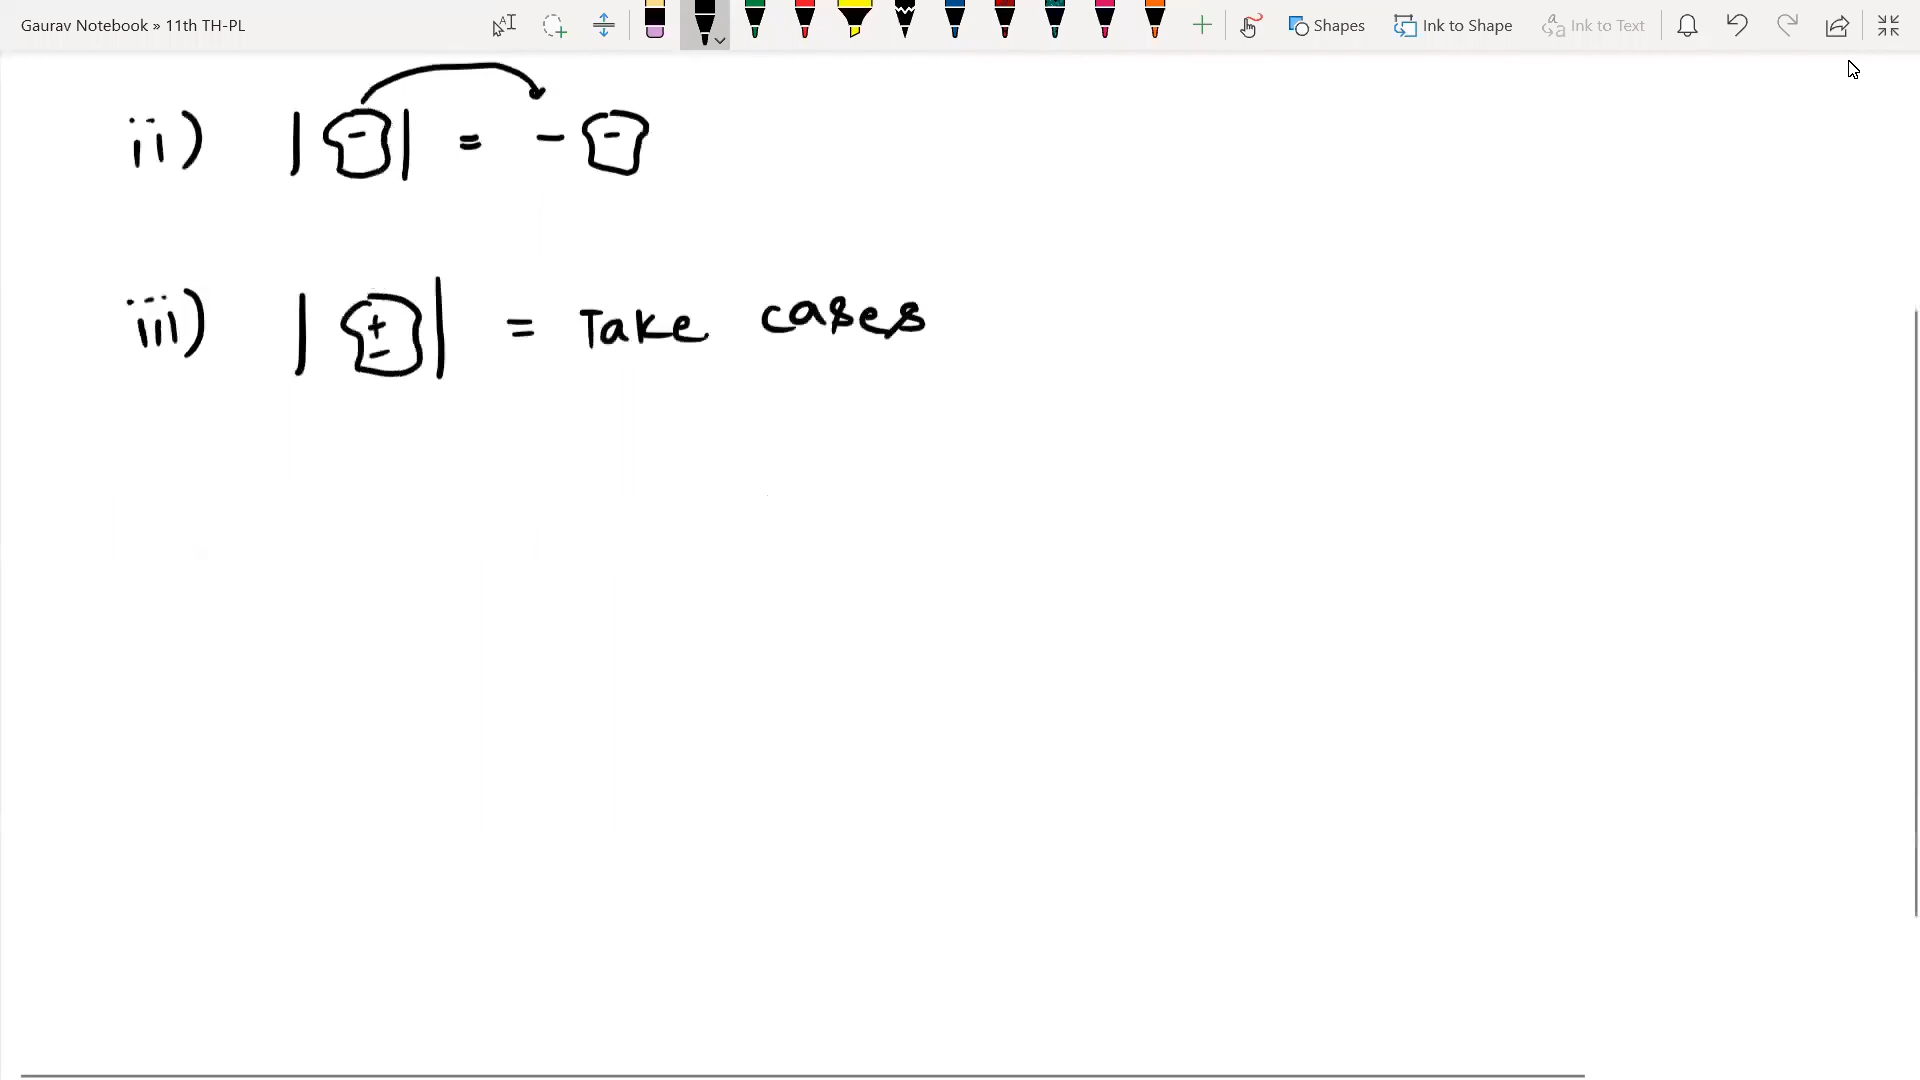 Gaurav Notebook » 11th TH-PL
Shapes
Ink to Shape
Ink to Text
ii) |-| = - -
iii) |±| = Take cases